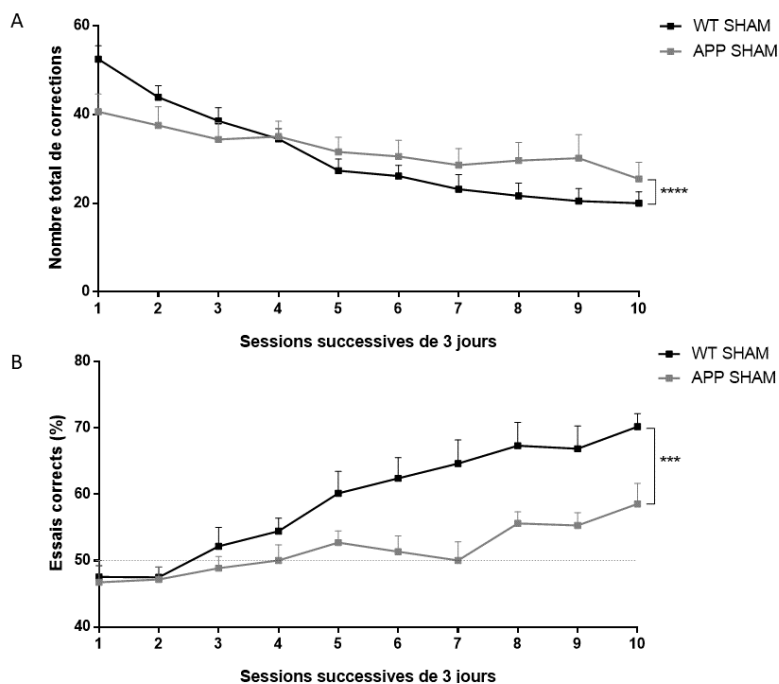 A
60
40
20
0
Nombre total de corrections
WT SHAM
APP SHAM
****
1 2 3 4 5 6 7 8 9 10
Sessions successives de 3 jours
B
80
70
60
50
40
Essais corrects (%)
WT SHAM
APP SHAM
***
1 2 3 4 5 6 7 8 9 10
Sessions successives de 3 jours